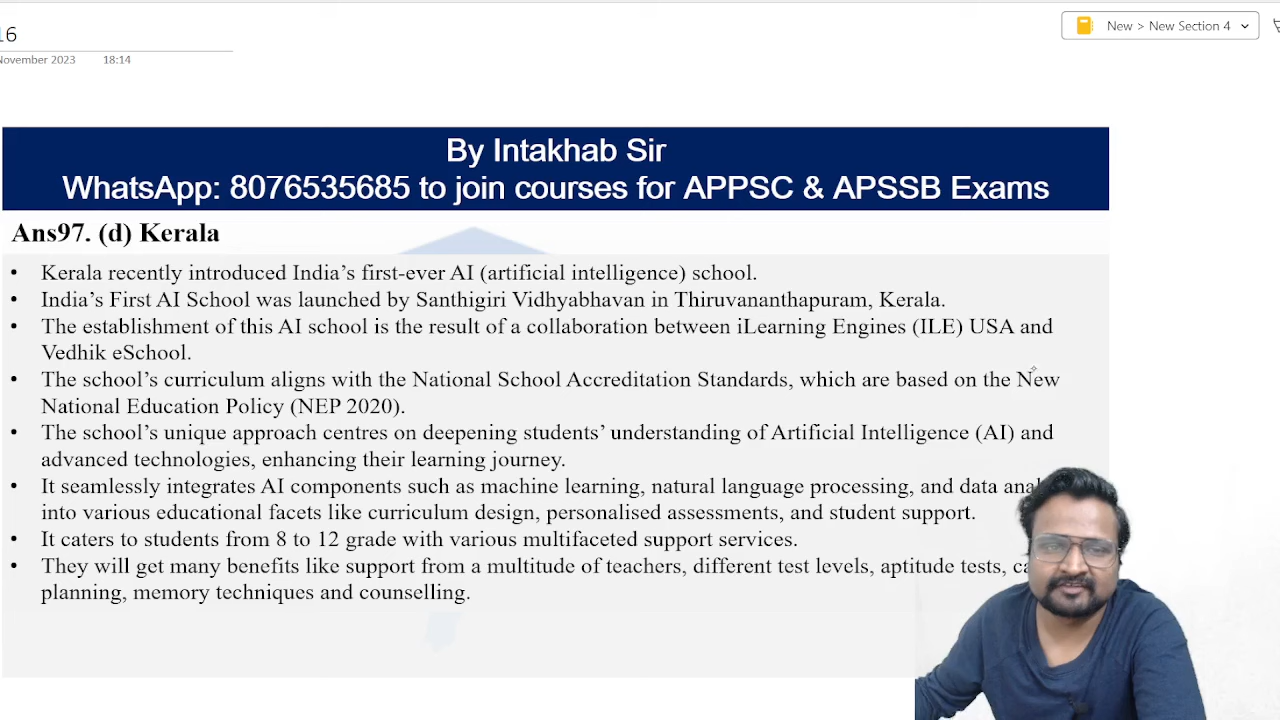 16
New > New Section 4
November 2023 18:14
By Intakhab Sir
WhatsApp: 8076535685 to join courses for APPSC & APSSB Exams
Ans97. (d) Kerala
• Kerala recently introduced India’s first-ever AI (artificial intelligence) school.
• India’s First AI School was launched by Santhigiri Vidhyabhavan in Thiruvananthapuram, Kerala.
• The establishment of this AI school is the result of a collaboration between iLearning Engines (ILE) USA and
Vedhik eSchool.
• The school’s curriculum aligns with the National School Accreditation Standards, which are based on the New
National Education Policy (NEP 2020).
• The school’s unique approach centres on deepening students’ understanding of Artificial Intelligence (AI) and
advanced technologies, enhancing their learning journey.
• It seamlessly integrates AI components such as machine learning, natural language processing, and data
into various educational facets like curriculum design, personalised assessments, and student support.
• It caters to students from 8 to 12 grade with various multifaceted support services.
• They will get many benefits like support from a multitude of teachers, different test levels, aptitude tests,
planning, memory techniques and counselling.